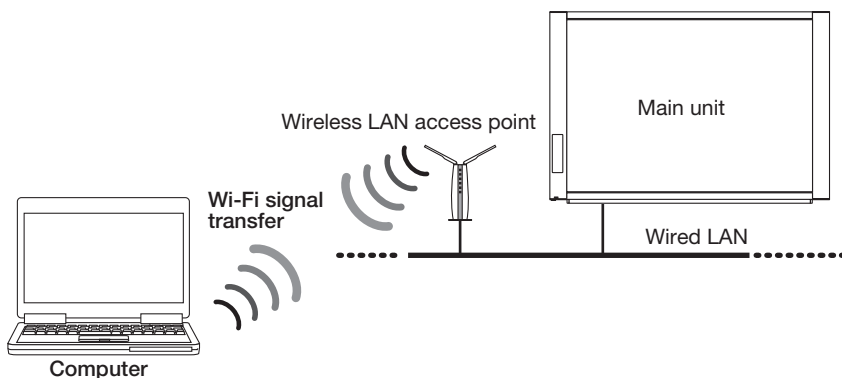 Main unit
Wireless LAN access point
Wi-Fi signal
transfer
Wired LAN
Computer